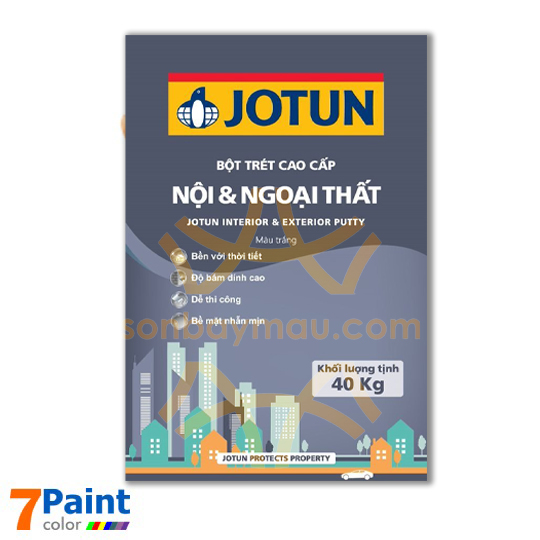 JOTUN
BỘT TRÉT CAO CẤP
NỘI & NGOẠI THẤT
JOTUN INTERIOR & EXTERIOR PUTTY
Màu trắng
Bền với thời tiết
Độ bám dính cao
Dễ thi công
Bề mặt nhẵn mịn
sonbaymau.com
Khối lượng tịnh
40 Kg
JOTUN PROTECTS PROPERTY
7Paint
color